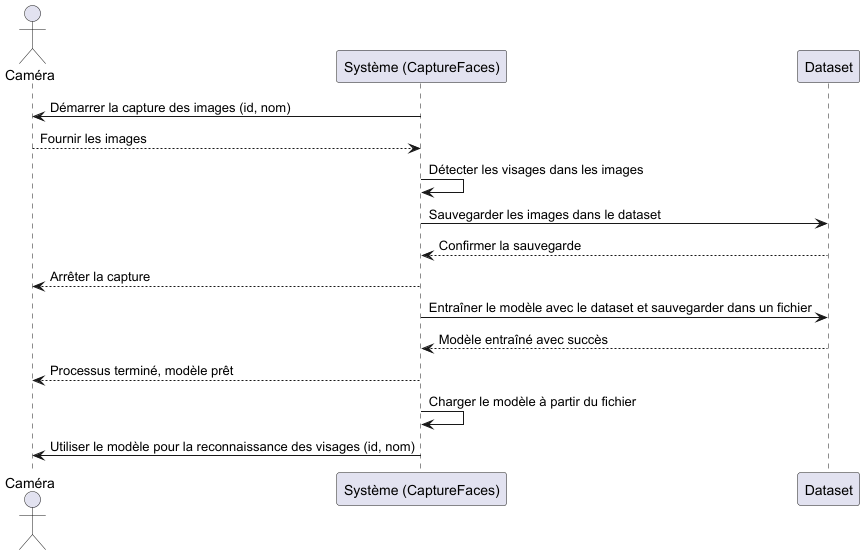 Caméra
Système (CaptureFaces)
Dataset
Démarrer la capture des images (id, nom)
Fournir les images
Détecter les visages dans les images
Sauvegarder les images dans le dataset
Confirmer la sauvegarde
Arrêter la capture
Entraîner le modèle avec le dataset et sauvegarder dans un fichier
Modèle entraîné avec succès
Processus terminé, modèle prêt
Charger le modèle à partir du fichier
Utiliser le modèle pour la reconnaissance des visages (id, nom)
Caméra
Système (CaptureFaces)
Dataset